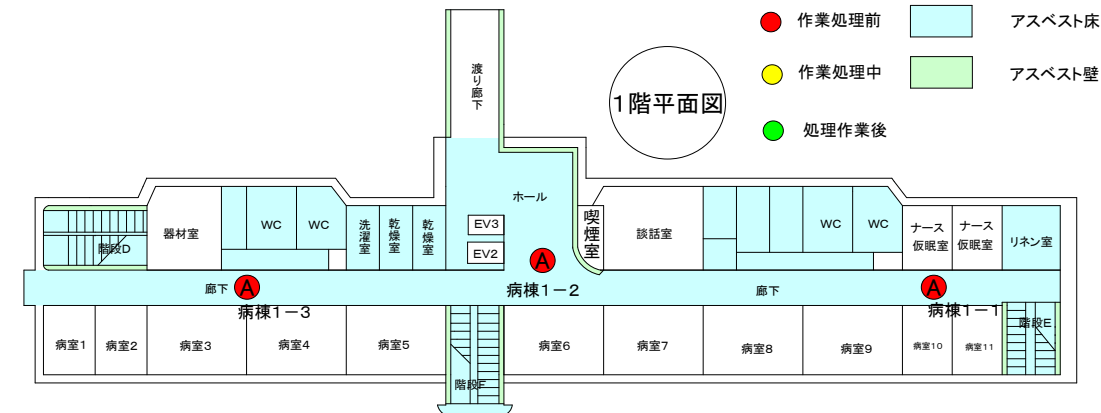 作業処理前
アスベスト床
作業処理中
アスベスト壁
処理作業後
1階平面図
渡り廊下
ホール
EV3
EV2
喫煙室
談話室
階段D
器材室
WC
WC
洗濯室
乾燥室
乾燥室
WC
WC
ナース仮眠室
ナース仮眠室
リネン室
廊下
A
病棟1-3
A
病棟1-2
廊下
A
病棟1-1
病室1
病室2
病室3
病室4
病室5
階段F
病室6
病室7
病室8
病室9
病室10
病室11
階段E